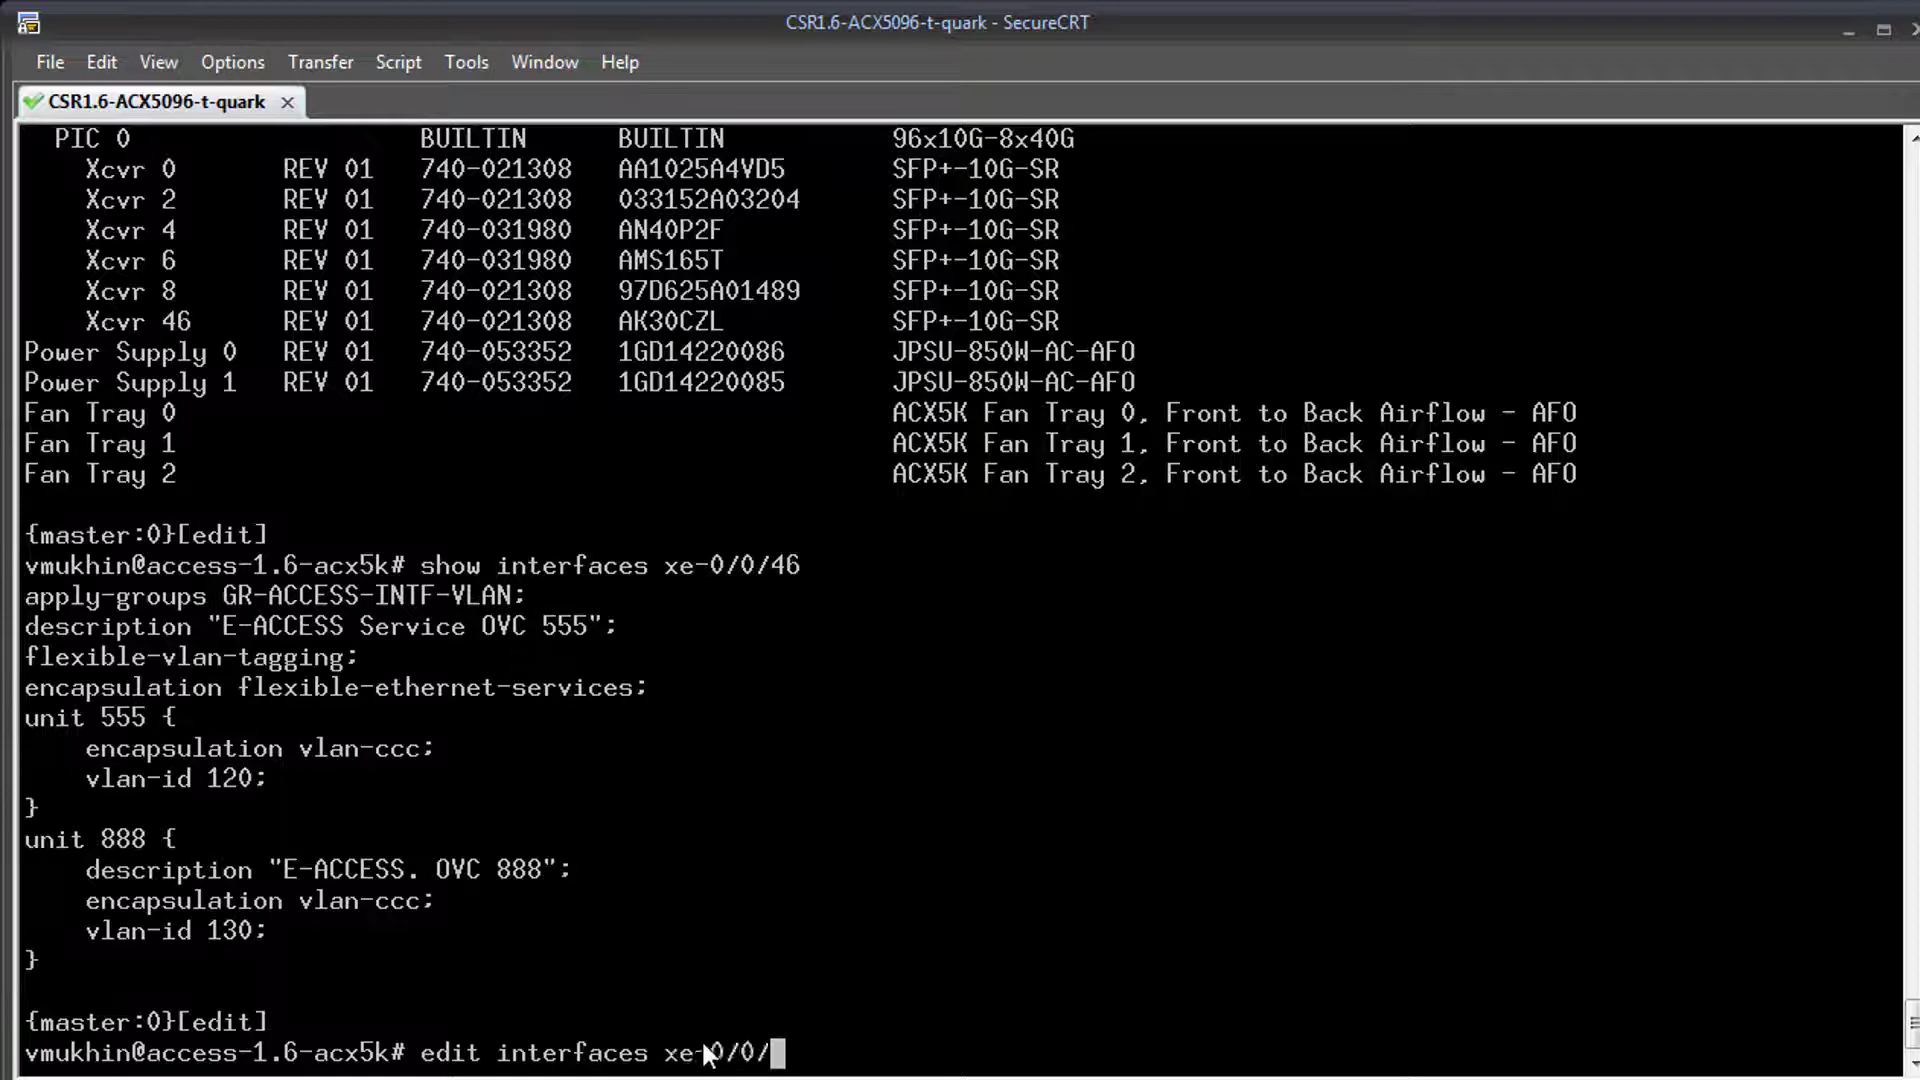 CSR1.6-ACX5096-t-quark - SecureCRT
File Edit View Options Transfer Script Tools Window Help
CSR1.6-ACX5096-t-quark
PIC 0 BUILTIN BUILTIN 96x10G-8x40G
Xcvr 0 REV 01 740-021308 AA1025A4VD5 SFP+-10G-SR
Xcvr 2 REV 01 740-021308 033152A03204 SFP+-10G-SR
Xcvr 4 REV 01 740-031980 AN40P2F SFP+-10G-SR
Xcvr 6 REV 01 740-031980 AMS165T SFP+-10G-SR
Xcvr 8 REV 01 740-021308 97D625A01489 SFP+-10G-SR
Xcvr 46 REV 01 740-021308 AK30CZL SFP+-10G-SR
Power Supply 0 REV 01 740-053352 1GD14220086 JPSU-850W-AC-AFO
Power Supply 1 REV 01 740-053352 1GD14220085 JPSU-850W-AC-AFO
Fan Tray 0 ACX5K Fan Tray 0, Front to Back Airflow - AFO
Fan Tray 1 ACX5K Fan Tray 1, Front to Back Airflow - AFO
Fan Tray 2 ACX5K Fan Tray 2, Front to Back Airflow - AFO
{master:0}[edit]
vmukhin@access-1.6-acx5k# show interfaces xe-0/0/46
apply-groups GR-ACCESS-INTF-VLAN;
description "E-ACCESS Service OVC 555";
flexible-vlan-tagging;
encapsulation flexible-ethernet-services;
unit 555 {
encapsulation vlan-ccc;
vlan-id 120;
}
unit 888 {
description "E-ACCESS. OVC 888";
encapsulation vlan-ccc;
vlan-id 130;
}
{master:0}[edit]
vmukhin@access-1.6-acx5k# edit interfaces xe-0/0/